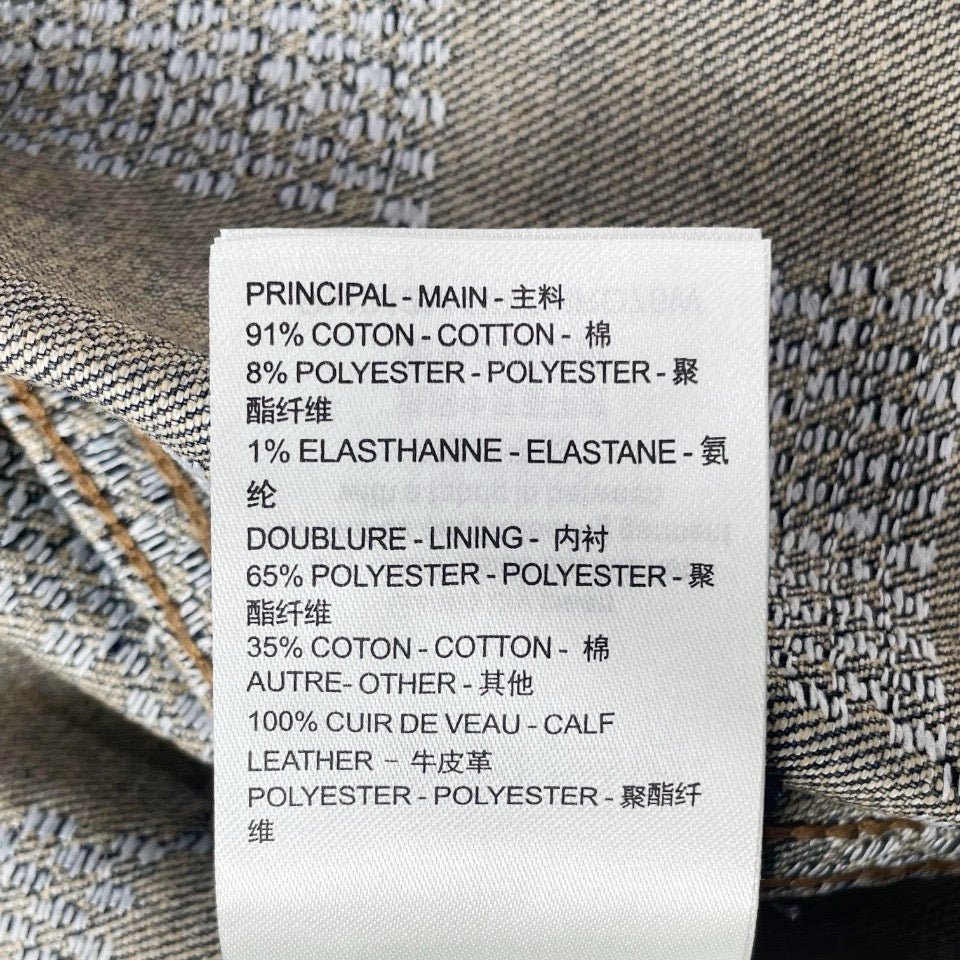 PRINCIPAL - MAIN - 主料
91% COTON - COTTON - 棉
8% POLYESTER - POLYESTER - 聚
酯纤维
1% ELASTHANNE - ELASTANE - 氨
纶
DOUBLURE - LINING - 内衬
65% POLYESTER - POLYESTER - 聚
酯纤维
35% COTON - COTTON - 棉
AUTRE- OTHER - 其他
100% CUIR DE VEAU - CALF
LEATHER - 牛皮革
POLYESTER - POLYESTER - 聚酯纤
维